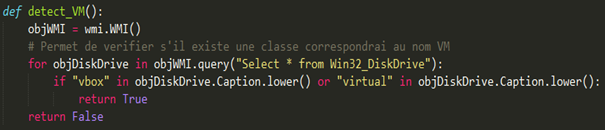 def detect_VM():
    objWMI = wmi.WMI()
    # Permet de verifier s'il existe une classe correspondrai au nom VM
    for objDiskDrive in objWMI.query("Select * from Win32_DiskDrive"):
        if "vbox" in objDiskDrive.Caption.lower() or "virtual" in objDiskDrive.Caption.lower():
            return True
    return False